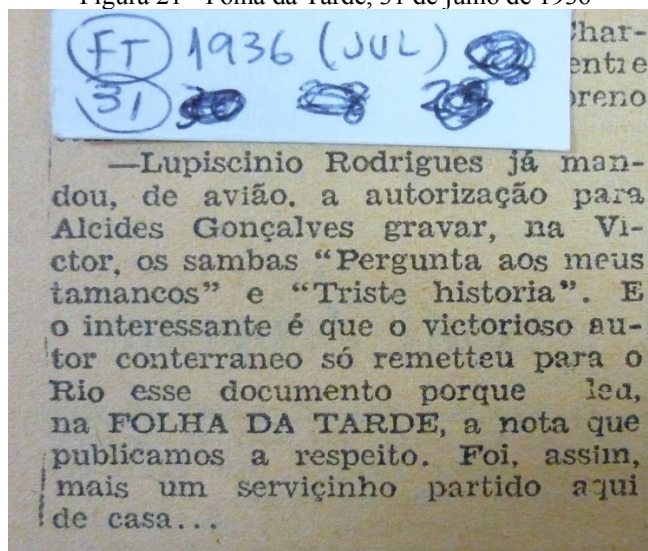 Figura 21 - Folha da Tarde, 31 de julho de 1936
FT 1936 (JUL)
31
Char-
entre
oreno
—Lupiscinio Rodrigues já man-
dou, de avião. a autorização para
Alcides Gonçalves gravar, na Vi-
ctor, os sambas “Pergunta aos meus
tamancos” e “Triste historia”. E
o interessante é que o victorioso au-
tor conterraneo só remetteu para o
Rio esse documento porque leu,
na FOLHA DA TARDE, a nota que
publicamos a respeito. Foi, assim,
mais um serviçinho partido aqui
de casa...